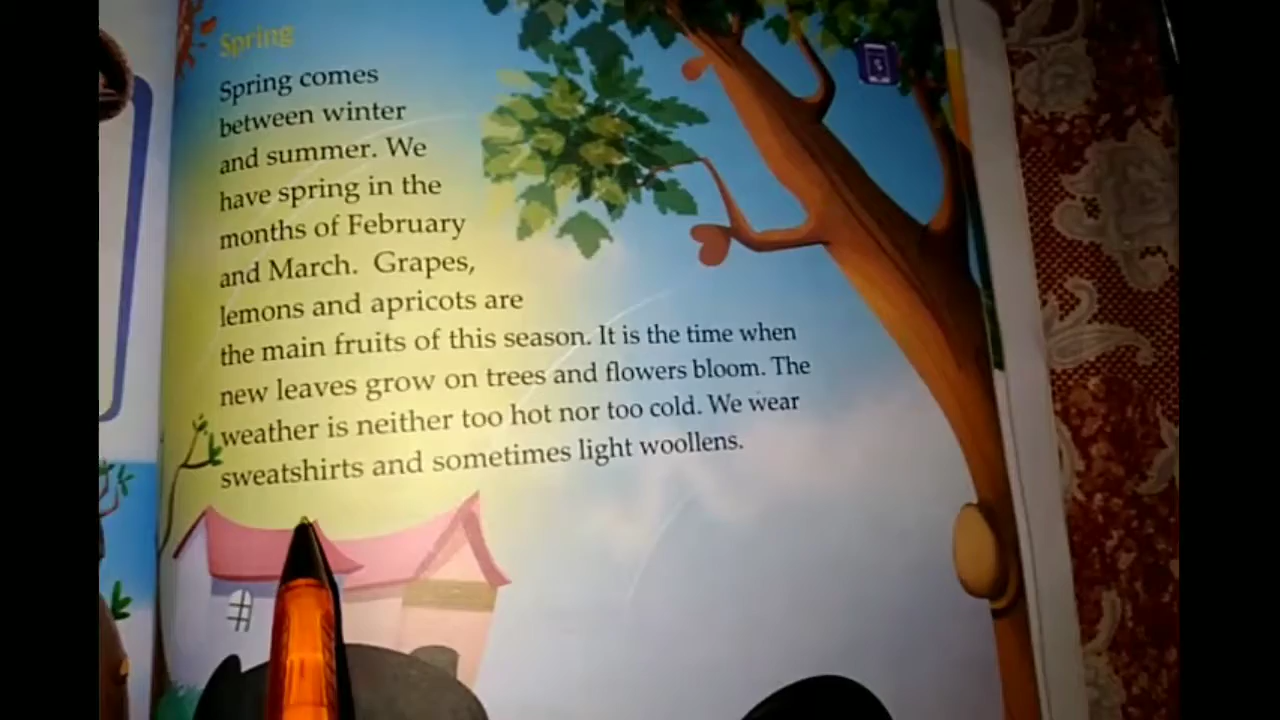 Spring
Spring comes
between winter
and summer. We
have spring in the
months of February
and March. Grapes,
lemons and apricots are
the main fruits of this season. It is the time when
new leaves grow on trees and flowers bloom. The
weather is neither too hot nor too cold. We wear
sweatshirts and sometimes light woollens.